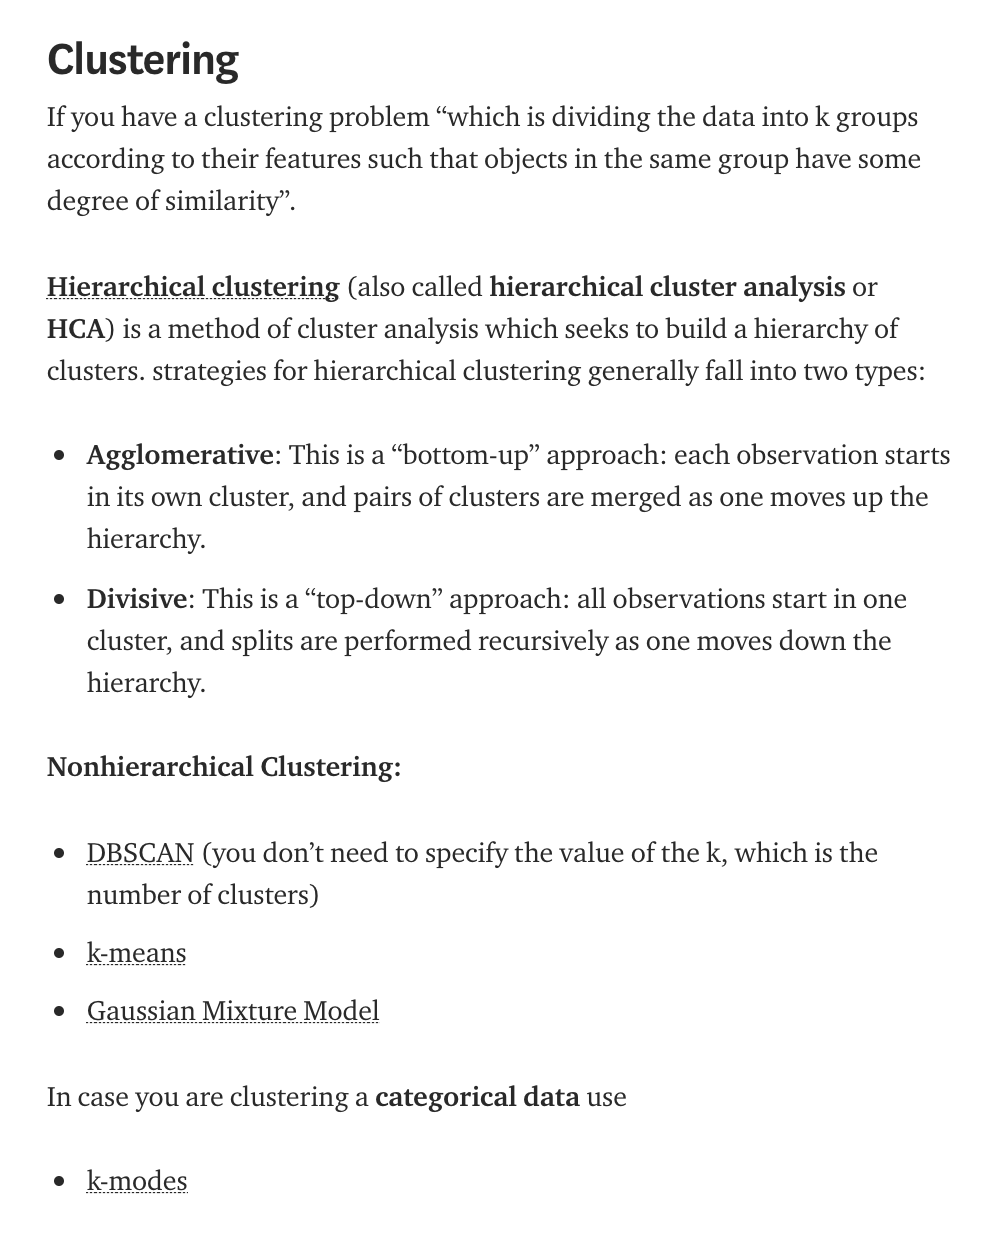 Clustering
If you have a clustering problem “which is dividing the data into k groups
according to their features such that objects in the same group have some
degree of similarity”.
Hierarchical clustering (also called hierarchical cluster analysis or
HCA) is a method of cluster analysis which seeks to build a hierarchy of
clusters. strategies for hierarchical clustering generally fall into two types:
• Agglomerative: This is a “bottom-up” approach: each observation starts
in its own cluster, and pairs of clusters are merged as one moves up the
hierarchy.
• Divisive: This is a “top-down” approach: all observations start in one
cluster, and splits are performed recursively as one moves down the
hierarchy.
Nonhierarchical Clustering:
• DBSCAN (you don’t need to specify the value of the k, which is the
number of clusters)
• k-means
• Gaussian Mixture Model
In case you are clustering a categorical data use
• k-modes